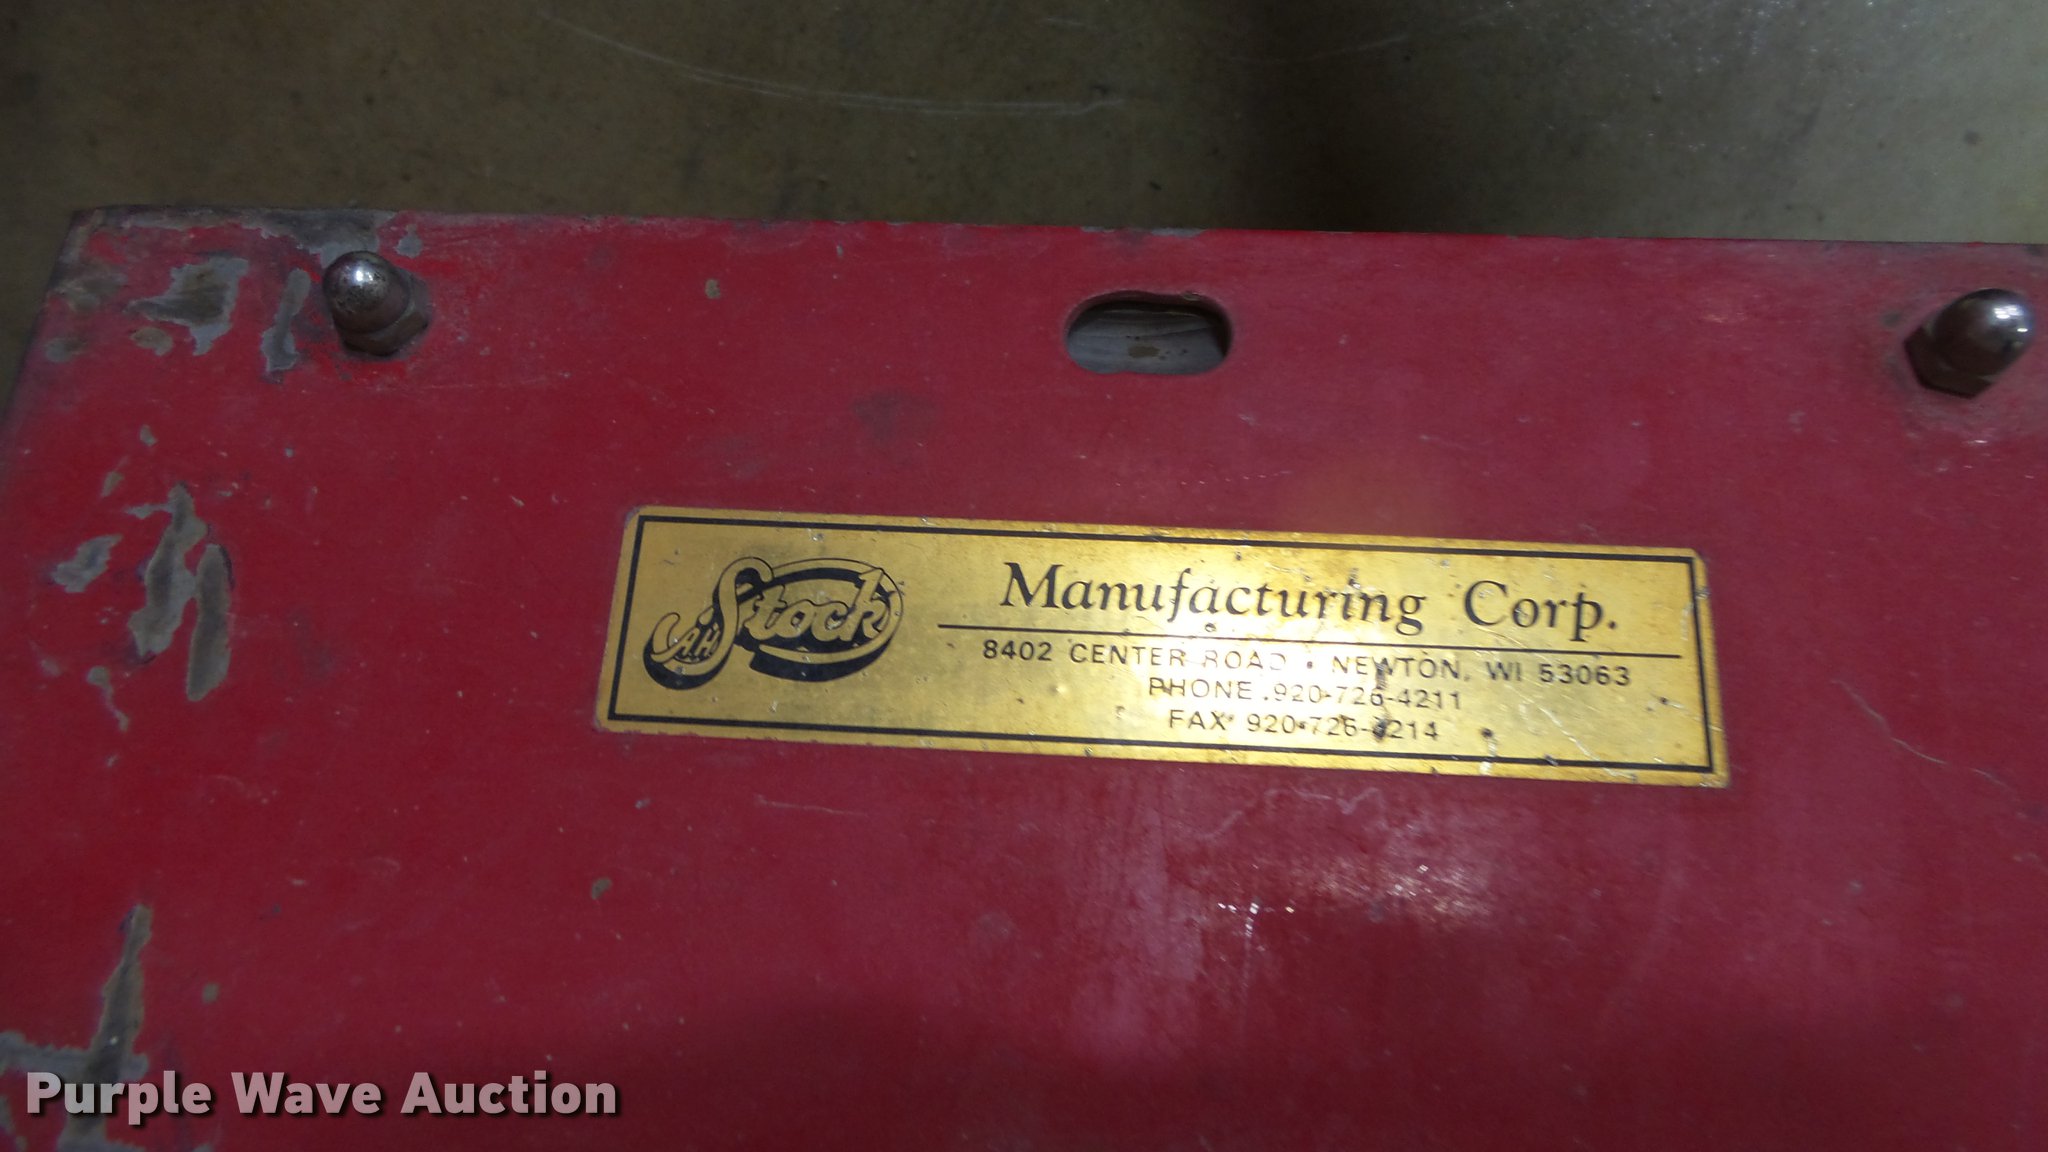 A.H. Stock
Manufacturing Corp.
8402 CENTER ROAD • NEWTON, WI 53063
PHONE 920-726-4211
FAX 920-726-4214
Purple Wave Auction